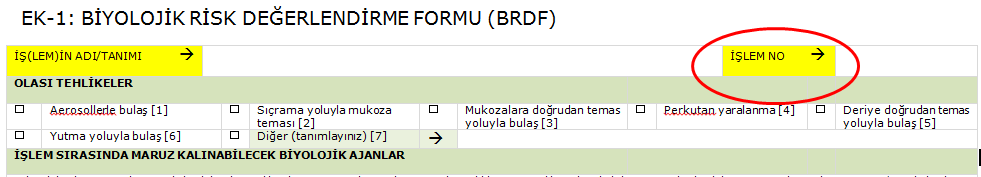 EK-1: BİYOLOJİK RİSK DEĞERLENDİRME FORMU (BRDF)
İŞ(LEM)İN ADI/TANIMI → İŞLEM NO →
OLASI TEHLİKELER
Aerosollerle bulaş [1]
Sıçrama yoluyla mukoza
teması [2]
Mukozalara doğrudan temas
yoluyla bulaş [3]
Perkutan yaralanma [4]
Deriye doğrudan temas
yoluyla bulaş [5]
Yutma yoluyla bulaş [6]
Diğer (tanımlayınız) [7] →
İŞLEM SIRASINDA MARUZ KALINABİLECEK BİYOLOJİK AJANLAR